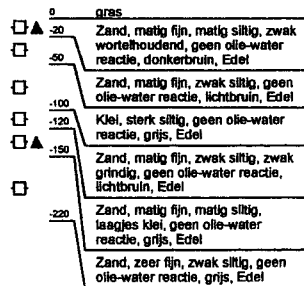 0 gras
-20 Zand, matig fijn, matig siltig, zwak
wortelhoudend, geen olie-water
reactie, donkerbruin, Edel
-50 Zand, matig fijn, zwak siltig, geen
olie-water reactie, lichtbruin, Edel
-100 Klei, sterk siltig, geen olie-water
reactie, grijs, Edel
-120 Zand, matig fijn, zwak siltig, zwak
grindig, geen olie-water reactie,
lichtbruin, Edel
-150 Zand, matig fijn, matig siltig,
laagjes klei, geen olie-water
reactie, grijs, Edel
-220 Zand, zeer fijn, zwak siltig, geen
olie-water reactie, grijs, Edel